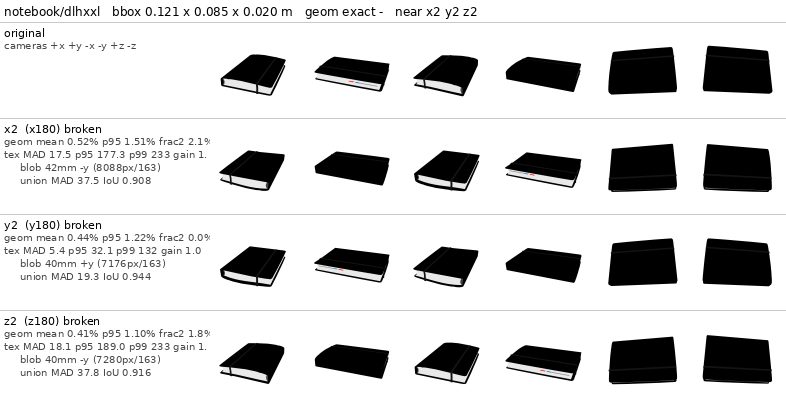 notebook/dlhxxl bbox 0.121 x 0.085 x 0.020 m geom exact - near x2 y2 z2
original
cameras +x +y -x -y +z -z
x2 (x180) broken
geom mean 0.52% p95 1.51% frac2 2.1%
tex MAD 17.5 p95 177.3 p99 233 gain 1.
blob 42mm -y (8088px/163)
union MAD 37.5 IoU 0.908
y2 (y180) broken
geom mean 0.44% p95 1.22% frac2 0.0%
tex MAD 5.4 p95 32.1 p99 132 gain 1.0
blob 40mm +y (7176px/163)
union MAD 19.3 IoU 0.944
z2 (z180) broken
geom mean 0.41% p95 1.10% frac2 1.8%
tex MAD 18.1 p95 189.0 p99 233 gain 1.
blob 40mm -y (7280px/163)
union MAD 37.8 IoU 0.916